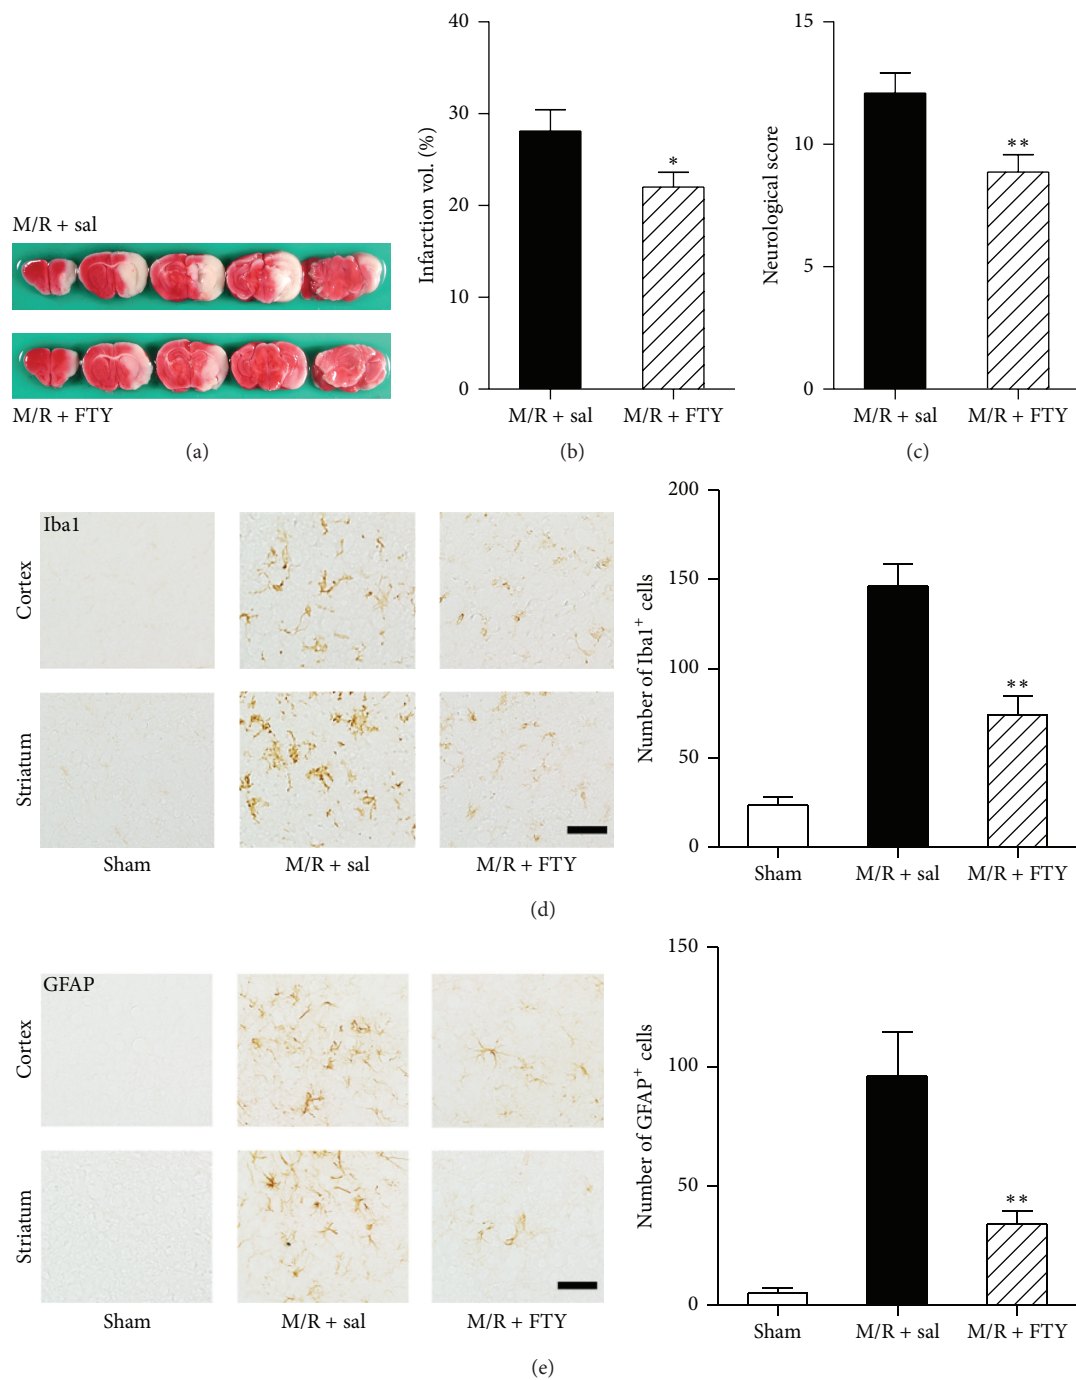 M/R + sal
M/R + FTY
(a)
40
30
20
10
0
Infarction vol. (%)
*
M/R + sal
M/R + FTY
(b)
15
10
5
0
Neurological score
**
M/R + sal
M/R + FTY
(c)
Iba1
Cortex
Striatum
Sham
M/R + sal
M/R + FTY
200
150
100
50
0
Number of Iba1+ cells
**
Sham
M/R + sal
M/R + FTY
(d)
GFAP
Cortex
Striatum
Sham
M/R + sal
M/R + FTY
150
100
50
0
Number of GFAP+ cells
**
Sham
M/R + sal
M/R + FTY
(e)